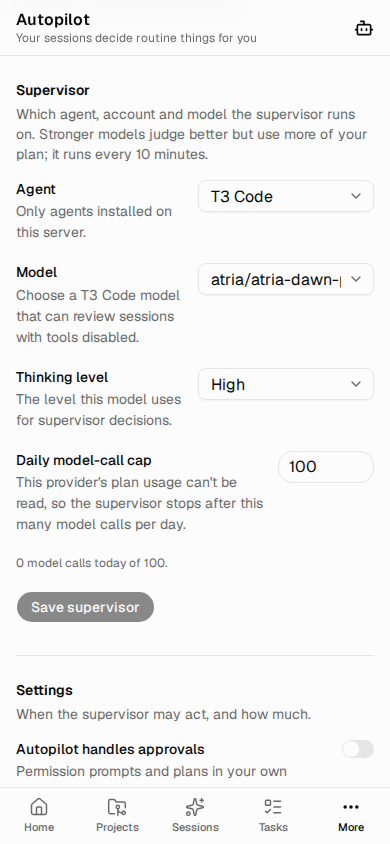 Autopilot
Your sessions decide routine things for you
Supervisor
Which agent, account and model the supervisor runs
on. Stronger models judge better but use more of your
plan; it runs every 10 minutes.
Agent
Only agents installed on
this server.
T3 Code
Model
Choose a T3 Code model
that can review sessions
with tools disabled.
atria/atria-dawn-
Thinking level
The level this model uses
for supervisor decisions.
High
Daily model-call cap
This provider's plan usage can't be
read, so the supervisor stops after this
many model calls per day.
100
0 model calls today of 100.
Save supervisor
Settings
When the supervisor may act, and how much.
Autopilot handles approvals
Permission prompts and plans in your own
Home
Projects
Sessions
Tasks
More